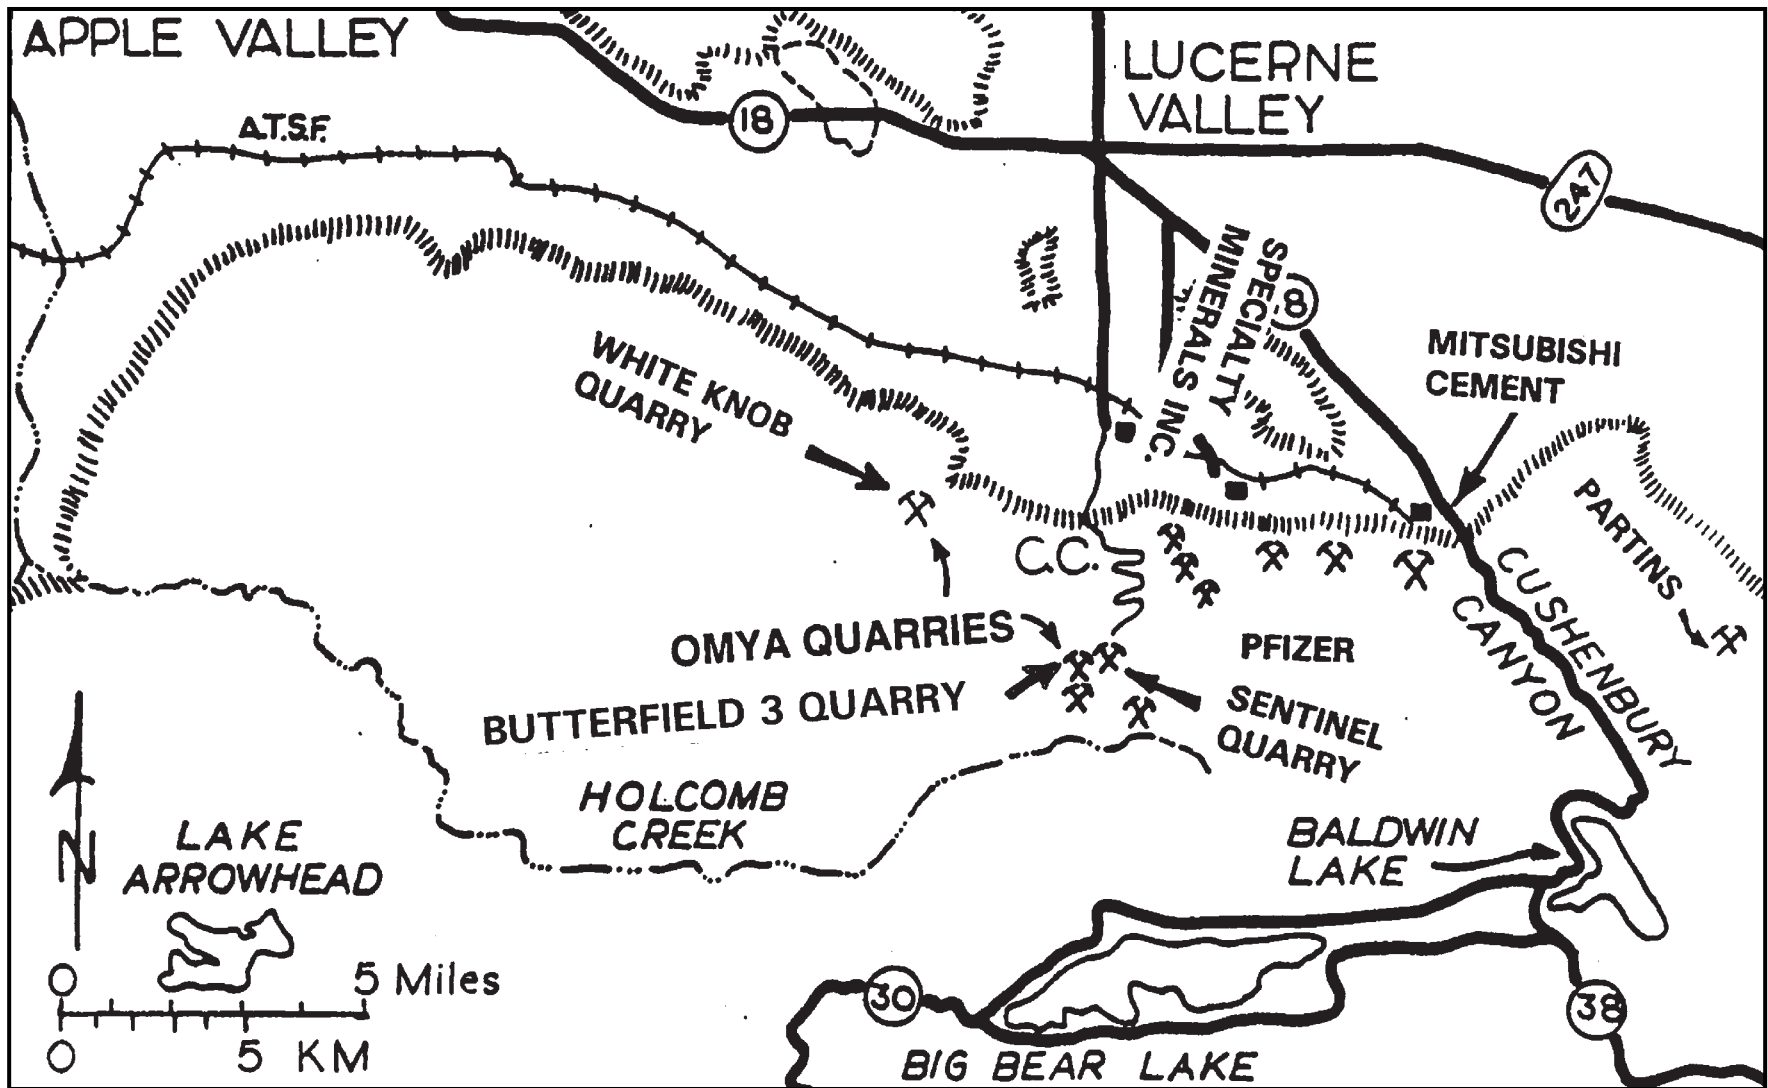 APPLE VALLEY
LUCERNE
VALLEY
A.T.S.F.
18
247
SPECIALTY
MINERALS INC.
8
WHITE KNOB
QUARRY
MITSUBISHI
CEMENT
PARTINS
C.C.
CUSHENBURY
CANYON
OMYA QUARRIES
PFIZER
BUTTERFIELD 3 QUARRY
SENTINEL
QUARRY
HOLCOMB
CREEK
N
LAKE
ARROWHEAD
BALDWIN
LAKE
0 5 Miles
0 5 KM
30
38
BIG BEAR LAKE